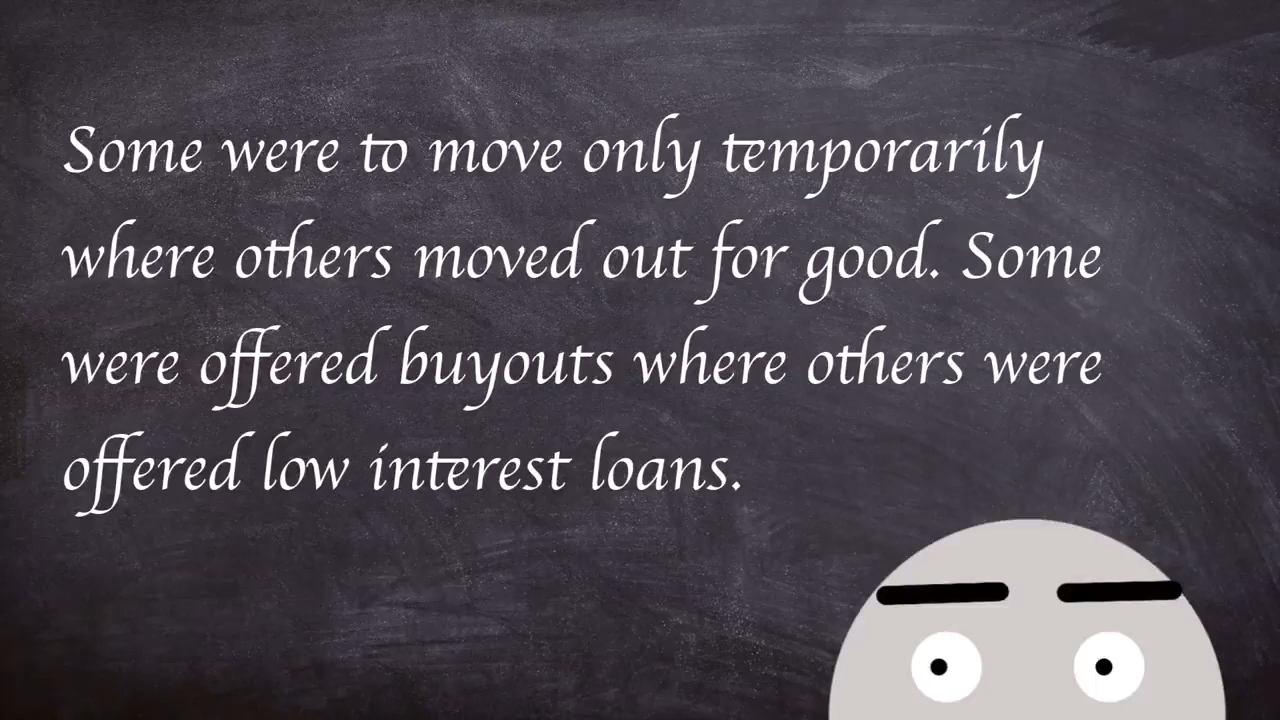 Some were to move only temporarily
where others moved out for good. Some
were offered buyouts where others were
offered low interest loans.